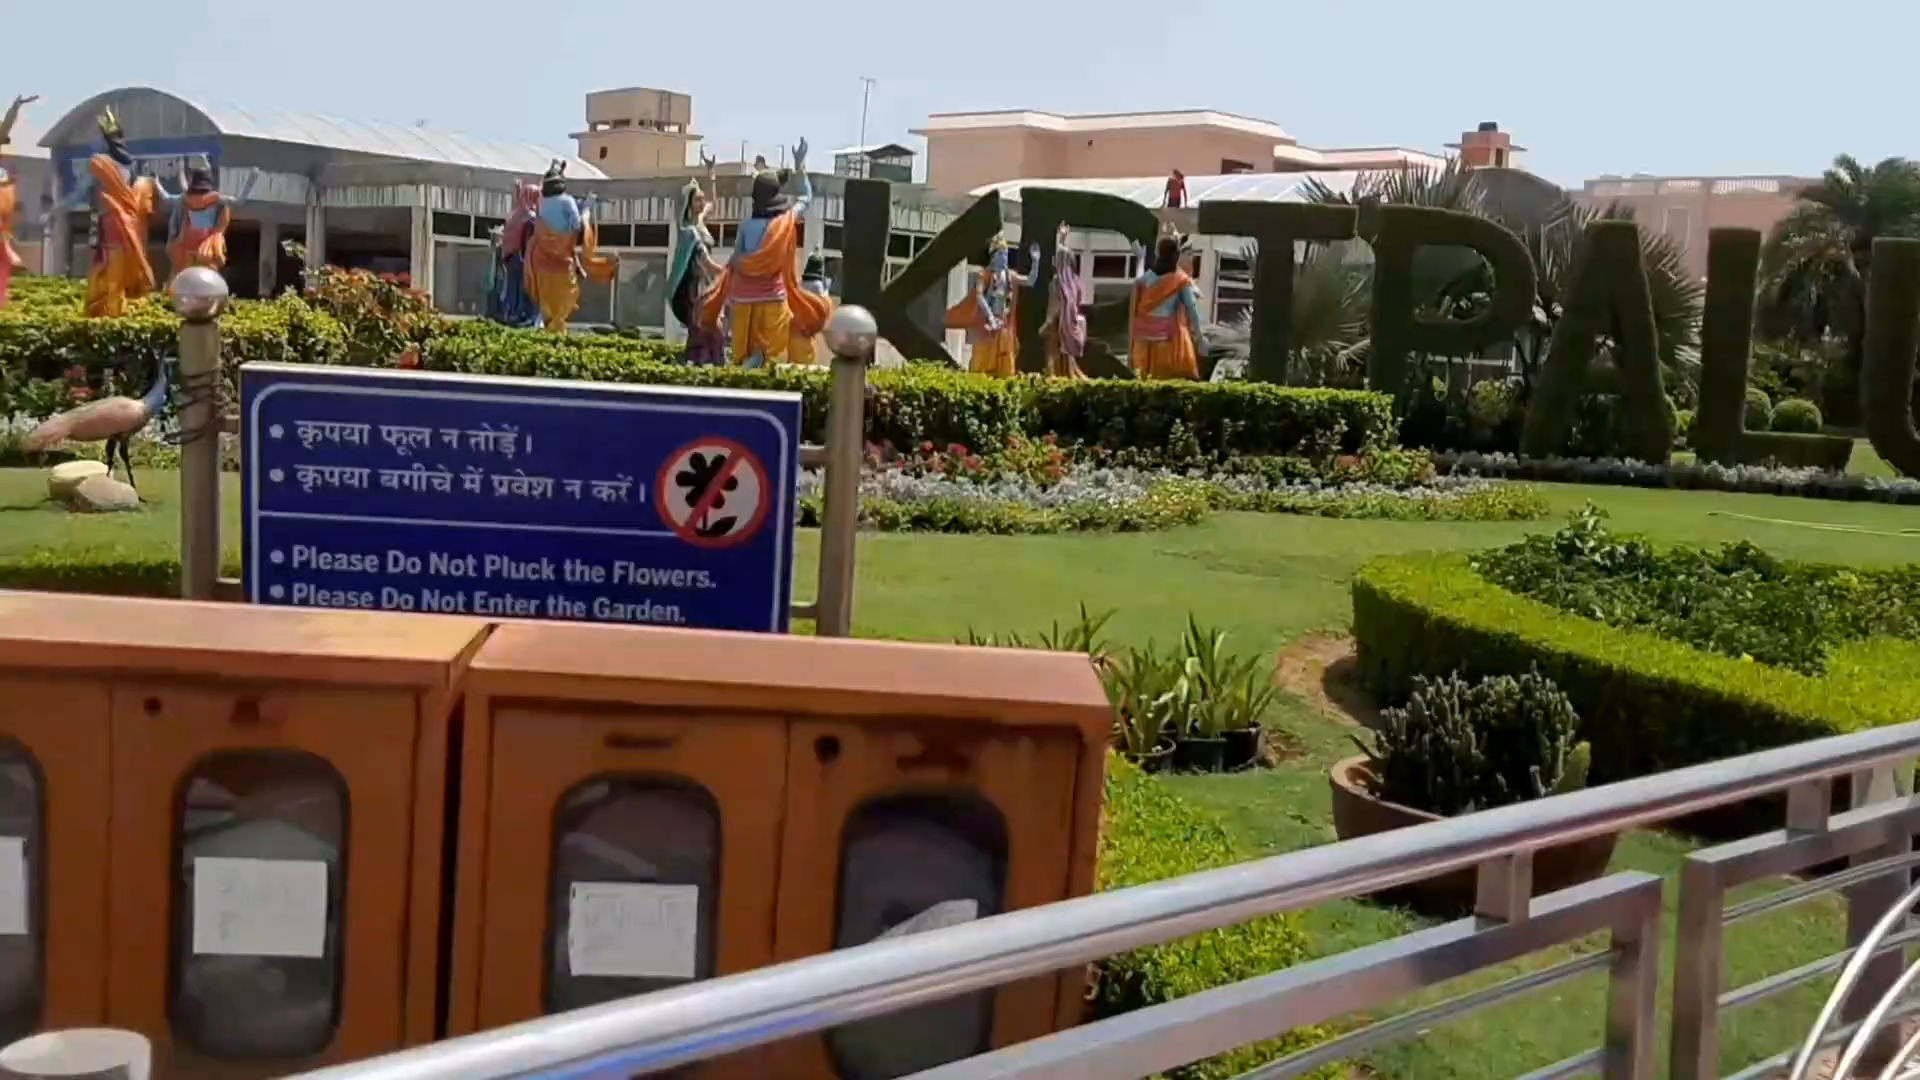 KRTPALU
• कृपया फूल न तोड़ें।
• कृपया बगीचे में प्रवेश न करें।
• Please Do Not Pluck the Flowers.
• Please Do Not Enter the Garden.